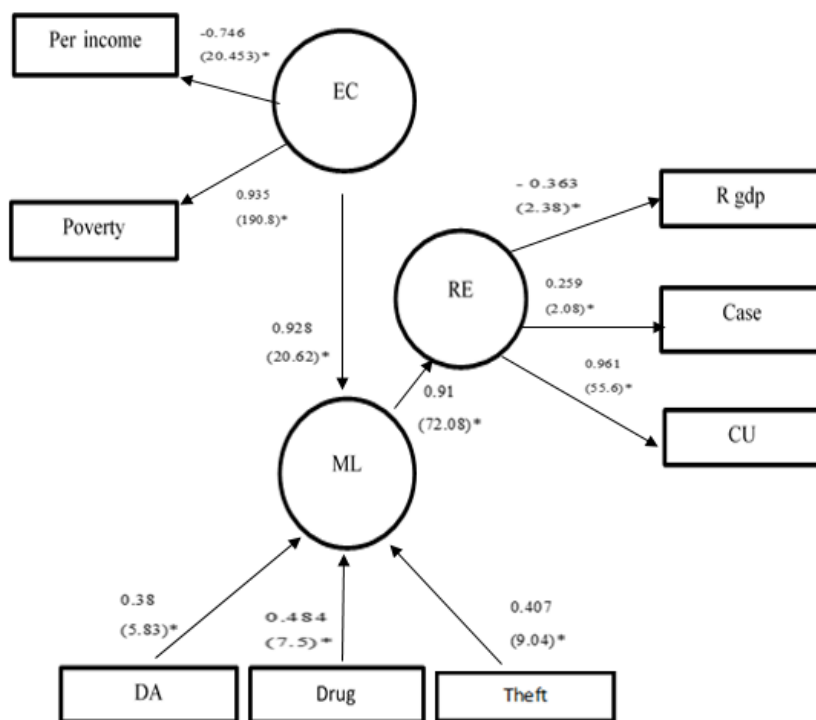 Per income
-0.746
(20.453)*
EC
Poverty
0.935
(190.8)*
- 0.363
(2.38)*
R gdp
RE
0.259
(2.08)*
Case
0.928
(20.62)*
0.961
(55.6)*
0.91
(72.08)*
CU
ML
0.38
(5.83)*
0.484
(7.5)*
0.407
(9.04)*
DA
Drug
Theft